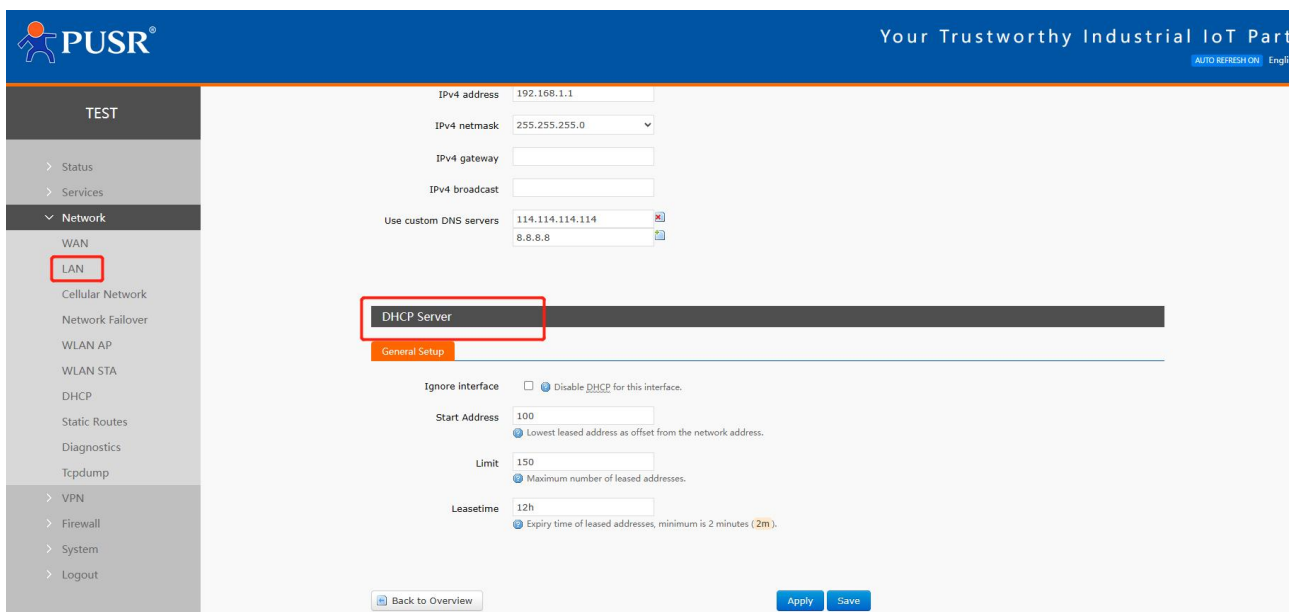 PUSR®
Your Trustworthy Industrial IoT Part
AUTO REFRESH ON Engli
TEST
Status
Services
Network
WAN
LAN
Cellular Network
Network Failover
WLAN AP
WLAN STA
DHCP
Static Routes
Diagnostics
Tcpdump
VPN
Firewall
System
Logout
IPv4 address 192.168.1.1
IPv4 netmask 255.255.255.0
IPv4 gateway
IPv4 broadcast
Use custom DNS servers 114.114.114.114
8.8.8.8
DHCP Server
General Setup
Ignore interface Disable DHCP for this interface.
Start Address 100
Lowest leased address as offset from the network address.
Limit 150
Maximum number of leased addresses.
Leasetime 12h
Expiry time of leased addresses, minimum is 2 minutes (2m).
Back to Overview Apply Save